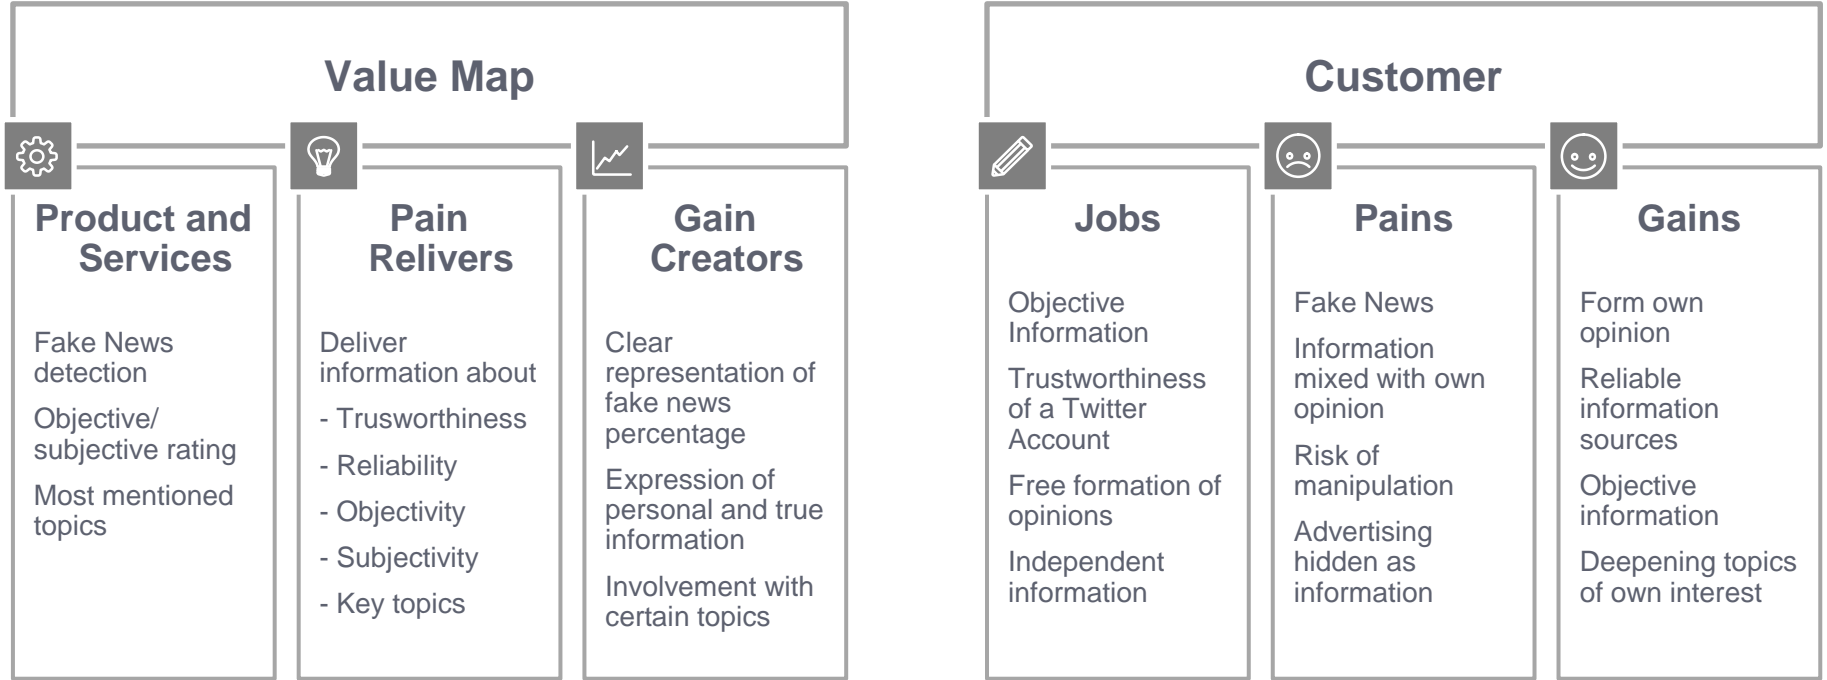 Value Map
Product and
Services
Fake News
detection
Objective/
subjective rating
Most mentioned
topics
Pain
Relivers
Deliver
information about
- Trusworthiness
- Reliability
- Objectivity
- Subjectivity
- Key topics
Gain
Creators
Clear
representation of
fake news
percentage
Expression of
personal and true
information
Involvement with
certain topics
Customer
Jobs
Objective
Information
Trustworthiness
of a Twitter
Account
Free formation of
opinions
Independent
information
Pains
Fake News
Information
mixed with own
opinion
Risk of
manipulation
Advertising
hidden as
information
Gains
Form own
opinion
Reliable
information
sources
Objective
information
Deepening topics
of own interest